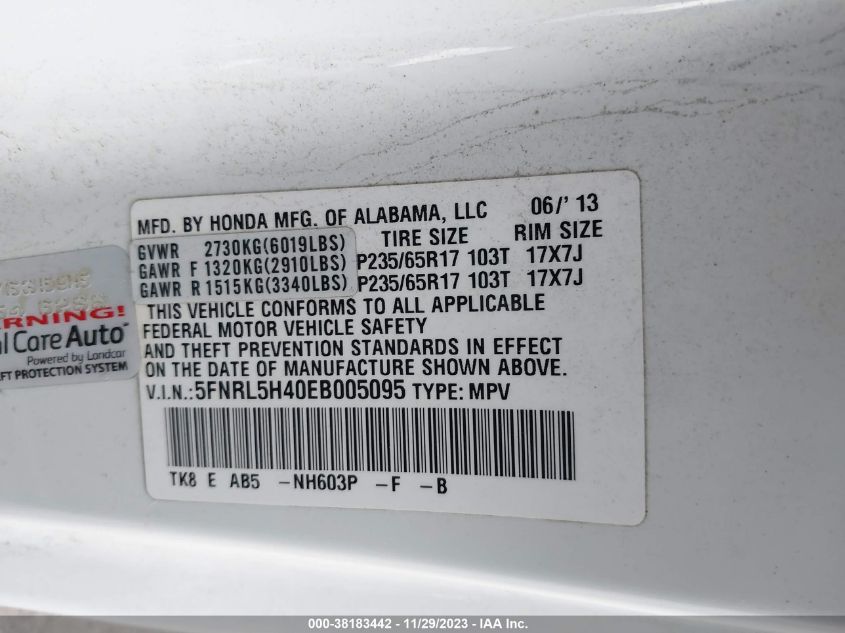 MFD. BY HONDA MFG. OF ALABAMA, LLC 06/' 13
GVWR 2730KG(6019LBS) TIRE SIZE RIM SIZE
GAWR F 1320KG(2910LBS) P235/65R17 103T 17X7J
GAWR R 1515KG(3340LBS) P235/65R17 103T 17X7J
THIS VEHICLE CONFORMS TO ALL APPLICABLE
FEDERAL MOTOR VEHICLE SAFETY
AND THEFT PREVENTION STANDARDS IN EFFECT
ON THE DATE OF MANUFACTURE SHOWN ABOVE.
V.I.N.: 5FNRL5H40EB005095 TYPE: MPV
TK8 E AB5 -NH603P -F -B
RNING!
l Care Auto
Powered by Landcar
FT PROTECTION SYSTEM
000-38183442 - 11/29/2023 - IAA Inc.